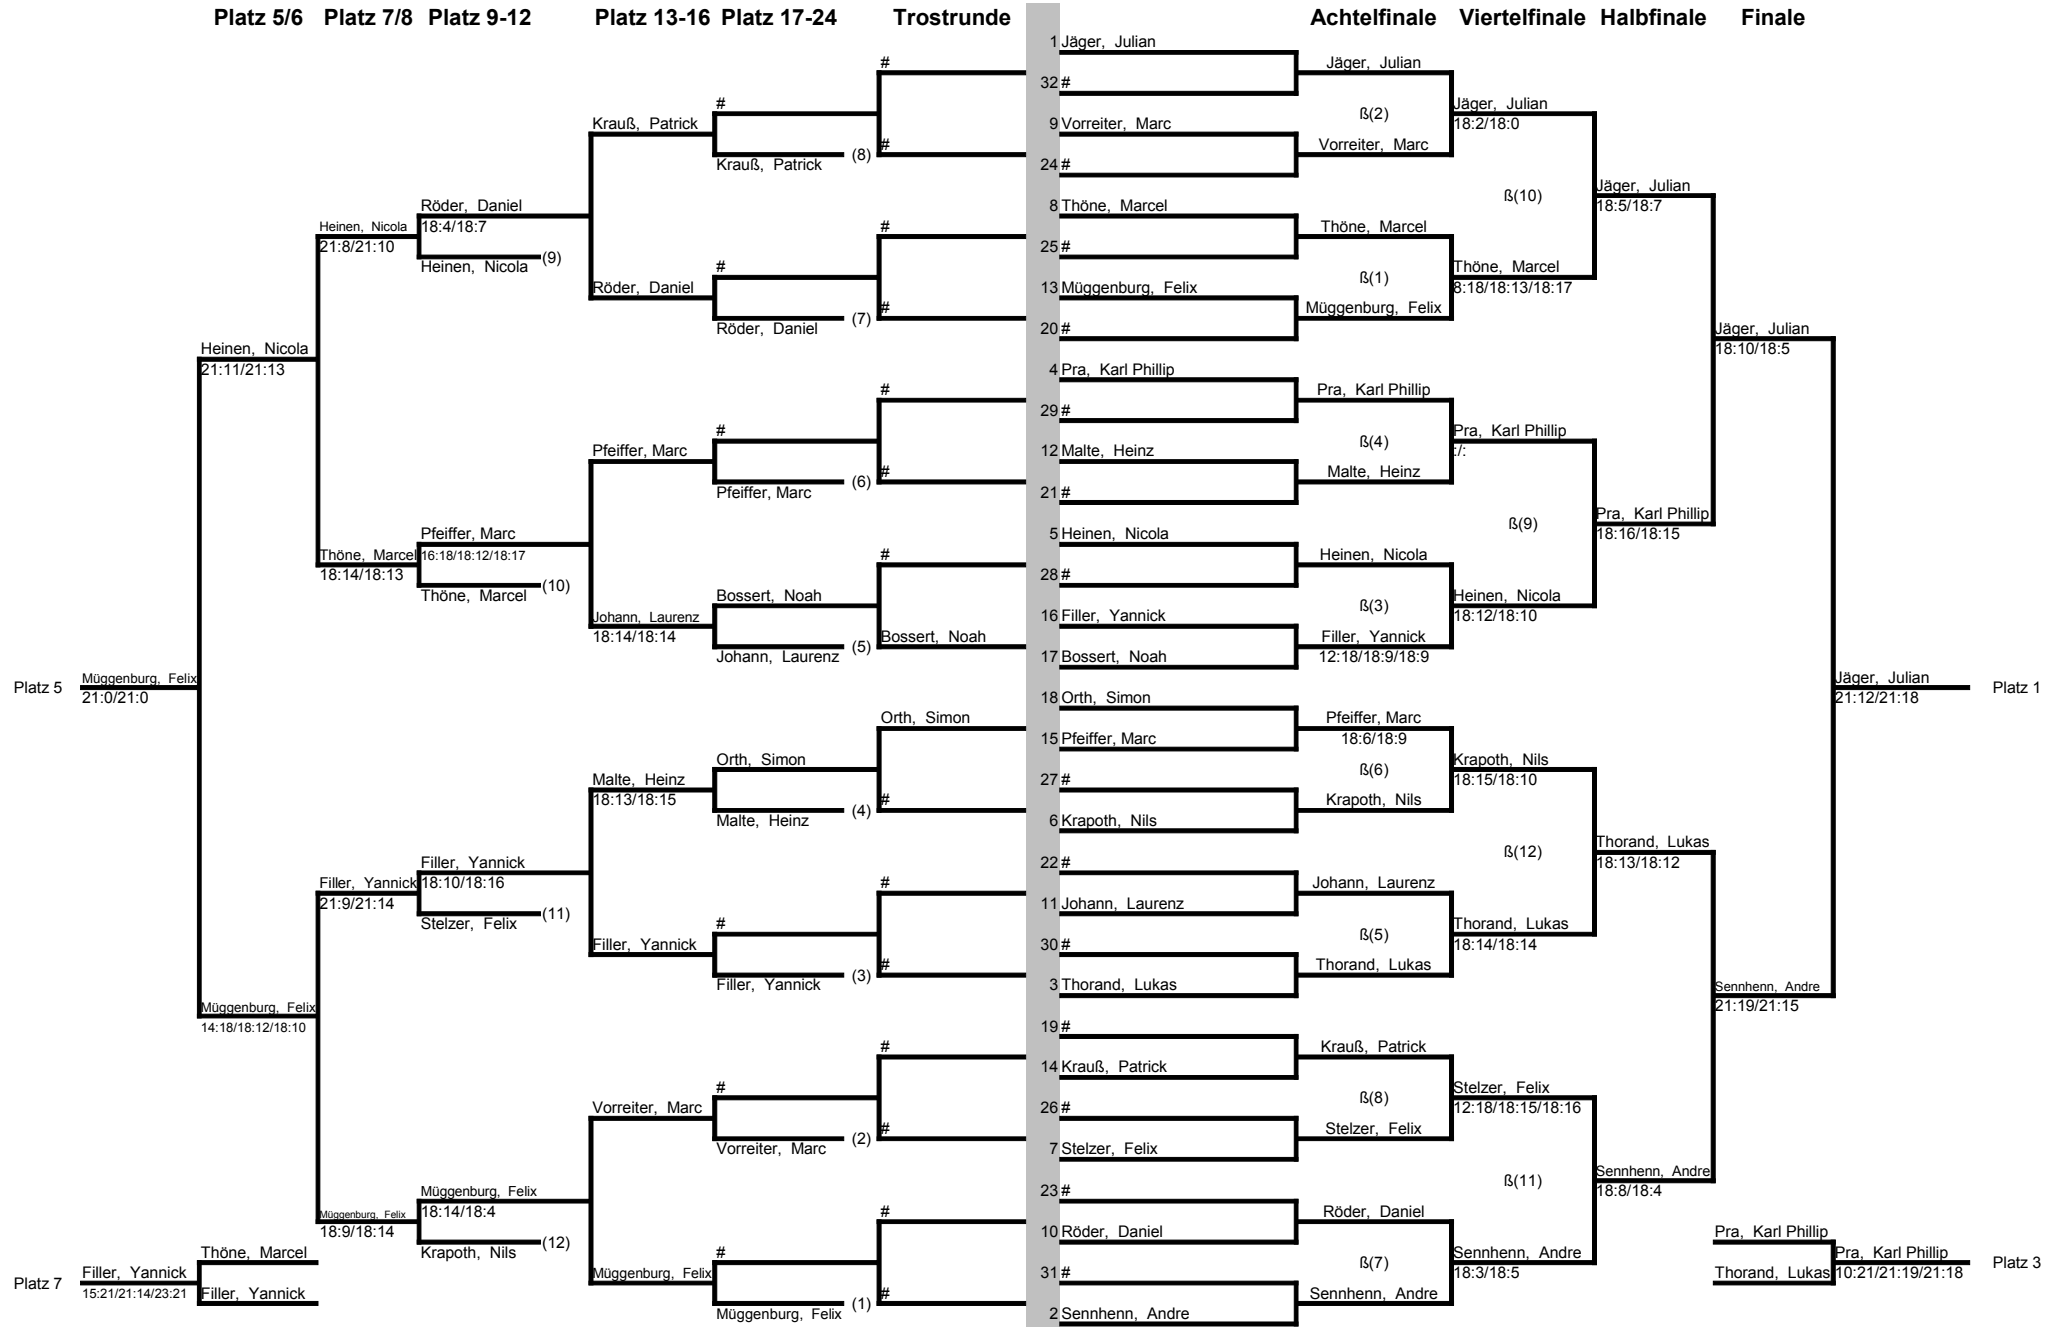 Platz 5/6 Platz 7/8 Platz 9-12 Platz 13-16 Platz 17-24 Trostrunde Achtelfinale Viertelfinale Halbfinale Finale
1 Jäger, Julian
# Jäger, Julian
32 #
# Jäger, Julian
Krauß, Patrick ß(2) 18:2/18:0
9 Vorreiter, Marc
# Vorreiter, Marc
(8)
Krauß, Patrick 24 #
Jäger, Julian
ß(10) 18:5/18:7
Röder, Daniel 8 Thöne, Marcel
Heinen, Nicola 18:4/18:7 # Thöne, Marcel
21:8/21:10 25 #
Heinen, Nicola (9) # Thöne, Marcel
Röder, Daniel ß(1) 8:18/18:13/18:17
13 Müggenburg, Felix
# Müggenburg, Felix
(7)
Röder, Daniel 20 #
Jäger, Julian
Heinen, Nicola 18:10/18:5
21:11/21:13 4 Pra, Karl Phillip
# Pra, Karl Phillip
29 #
# Pra, Karl Phillip
Pfeiffer, Marc ß(4) :/:
12 Malte, Heinz
# Malte, Heinz
(6)
Pfeiffer, Marc 21 #
Pra, Karl Phillip
ß(9) 18:16/18:15
Pfeiffer, Marc 5 Heinen, Nicola
Thöne, Marcel 16:18/18:12/18:17 # Heinen, Nicola
18:14/18:13 28 #
Thöne, Marcel (10) Bossert, Noah Heinen, Nicola
Johann, Laurenz ß(3) 18:12/18:10
18:14/18:14 16 Filler, Yannick
Bossert, Noah Filler, Yannick
Johann, Laurenz (5) 17 Bossert, Noah 12:18/18:9/18:9
Platz 5 Müggenburg, Felix Jäger, Julian Platz 1
21:0/21:0 18 Orth, Simon 21:12/21:18
Orth, Simon Pfeiffer, Marc
15 Pfeiffer, Marc 18:6/18:9
Orth, Simon Krapoth, Nils
Malte, Heinz 27 # ß(6) 18:15/18:10
18:13/18:15 # Krapoth, Nils
Malte, Heinz (4) 6 Krapoth, Nils
Thorand, Lukas
Filler, Yannick 22 # ß(12) 18:13/18:12
Filler, Yannick 18:10/18:16 # Johann, Laurenz
21:9/21:14 11 Johann, Laurenz
Stelzer, Felix (11) # Thorand, Lukas
Filler, Yannick 30 # ß(5) 18:14/18:14
# Thorand, Lukas
Filler, Yannick (3) 3 Thorand, Lukas
Sennhenn, Andre
Müggenburg, Felix 21:19/21:15
14:18/18:12/18:10 19 #
# Krauß, Patrick
14 Krauß, Patrick
# Stelzer, Felix
Vorreiter, Marc 26 # ß(8) 12:18/18:15/18:16
# Stelzer, Felix
Vorreiter, Marc (2) 7 Stelzer, Felix
Sennhenn, Andre
Müggenburg, Felix 23 # ß(11) 18:8/18:4
Müggenburg, Felix 18:14/18:4 # Röder, Daniel
18:9/18:14 10 Röder, Daniel Pra, Karl Phillip
Thöne, Marcel Krapoth, Nils (12) # Sennhenn, Andre Pra, Karl Phillip
Platz 7 Filler, Yannick Müggenburg, Felix 31 # ß(7) 18:3/18:5 Thorand, Lukas 10:21/21:19/21:18 Platz 3
15:21/21:14/23:21 Filler, Yannick # Sennhenn, Andre
Müggenburg, Felix (1) 2 Sennhenn, Andre